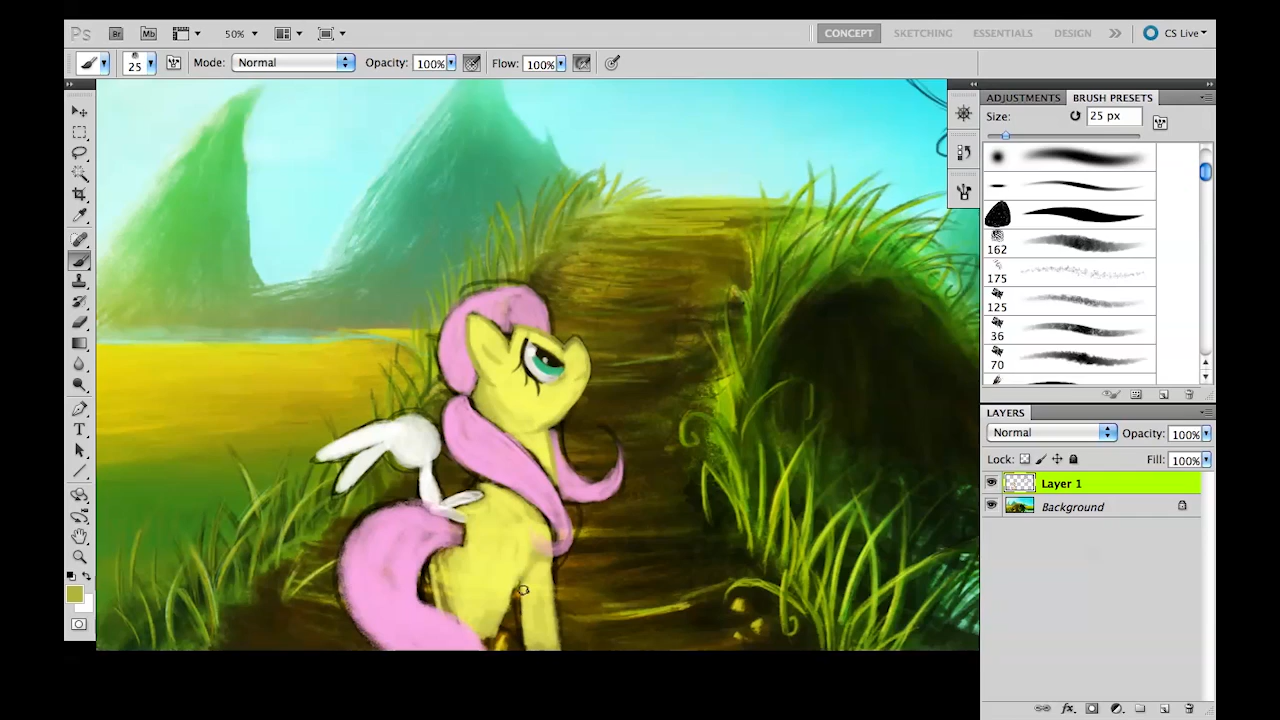 Ps Br Mb 50% CONCEPT SKETCHING ESSENTIALS DESIGN CS Live
25 Mode: Normal Opacity: 100% Flow: 100%
ADJUSTMENTS BRUSH PRESETS
Size: 25 px
162
175
125
36
70
LAYERS
Normal Opacity: 100%
Lock: Fill: 100%
Layer 1
Background
T
fx